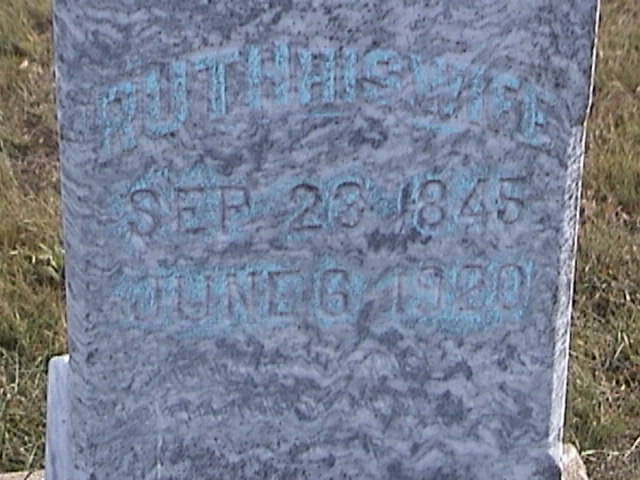 RUTH HIS WIFE
SEP. 23. 1845
JUNE 6 1920